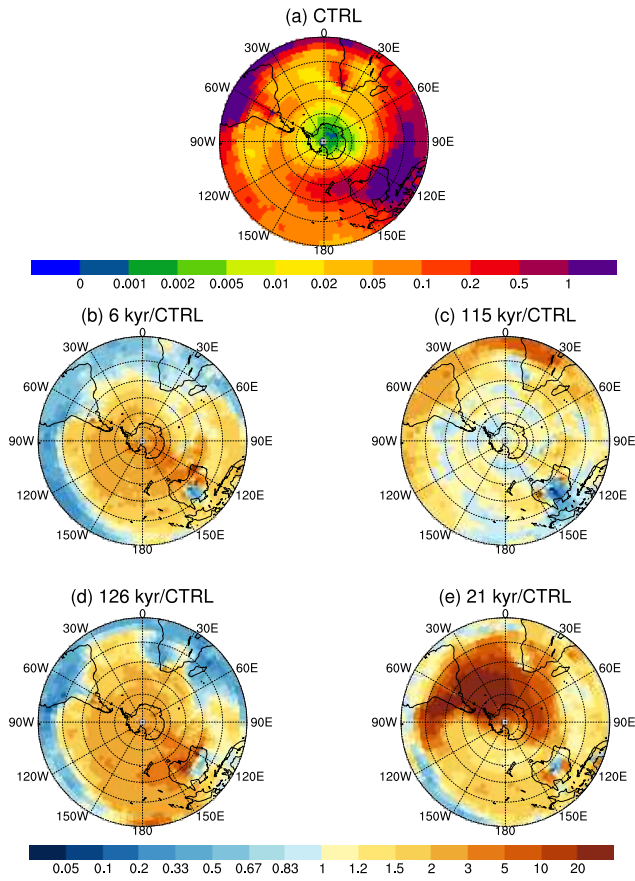 (a) CTRL
0
30W 30E
60W 60E
90W 90E
120W 120E
150W 150E
180
0 0.001 0.002 0.005 0.01 0.02 0.05 0.1 0.2 0.5 1
(b) 6 kyr/CTRL (c) 115 kyr/CTRL
0 0
30W 30E 30W 30E
60W 60E 60W 60E
90W 90E 90W 90E
120W 120E 120W 120E
150W 150E 150W 150E
180 180
(d) 126 kyr/CTRL (e) 21 kyr/CTRL
0 0
30W 30E 30W 30E
60W 60E 60W 60E
90W 90E 90W 90E
120W 120E 120W 120E
150W 150E 150W 150E
180 180
0.05 0.1 0.2 0.33 0.5 0.67 0.83 1 1.2 1.5 2 3 5 10 20